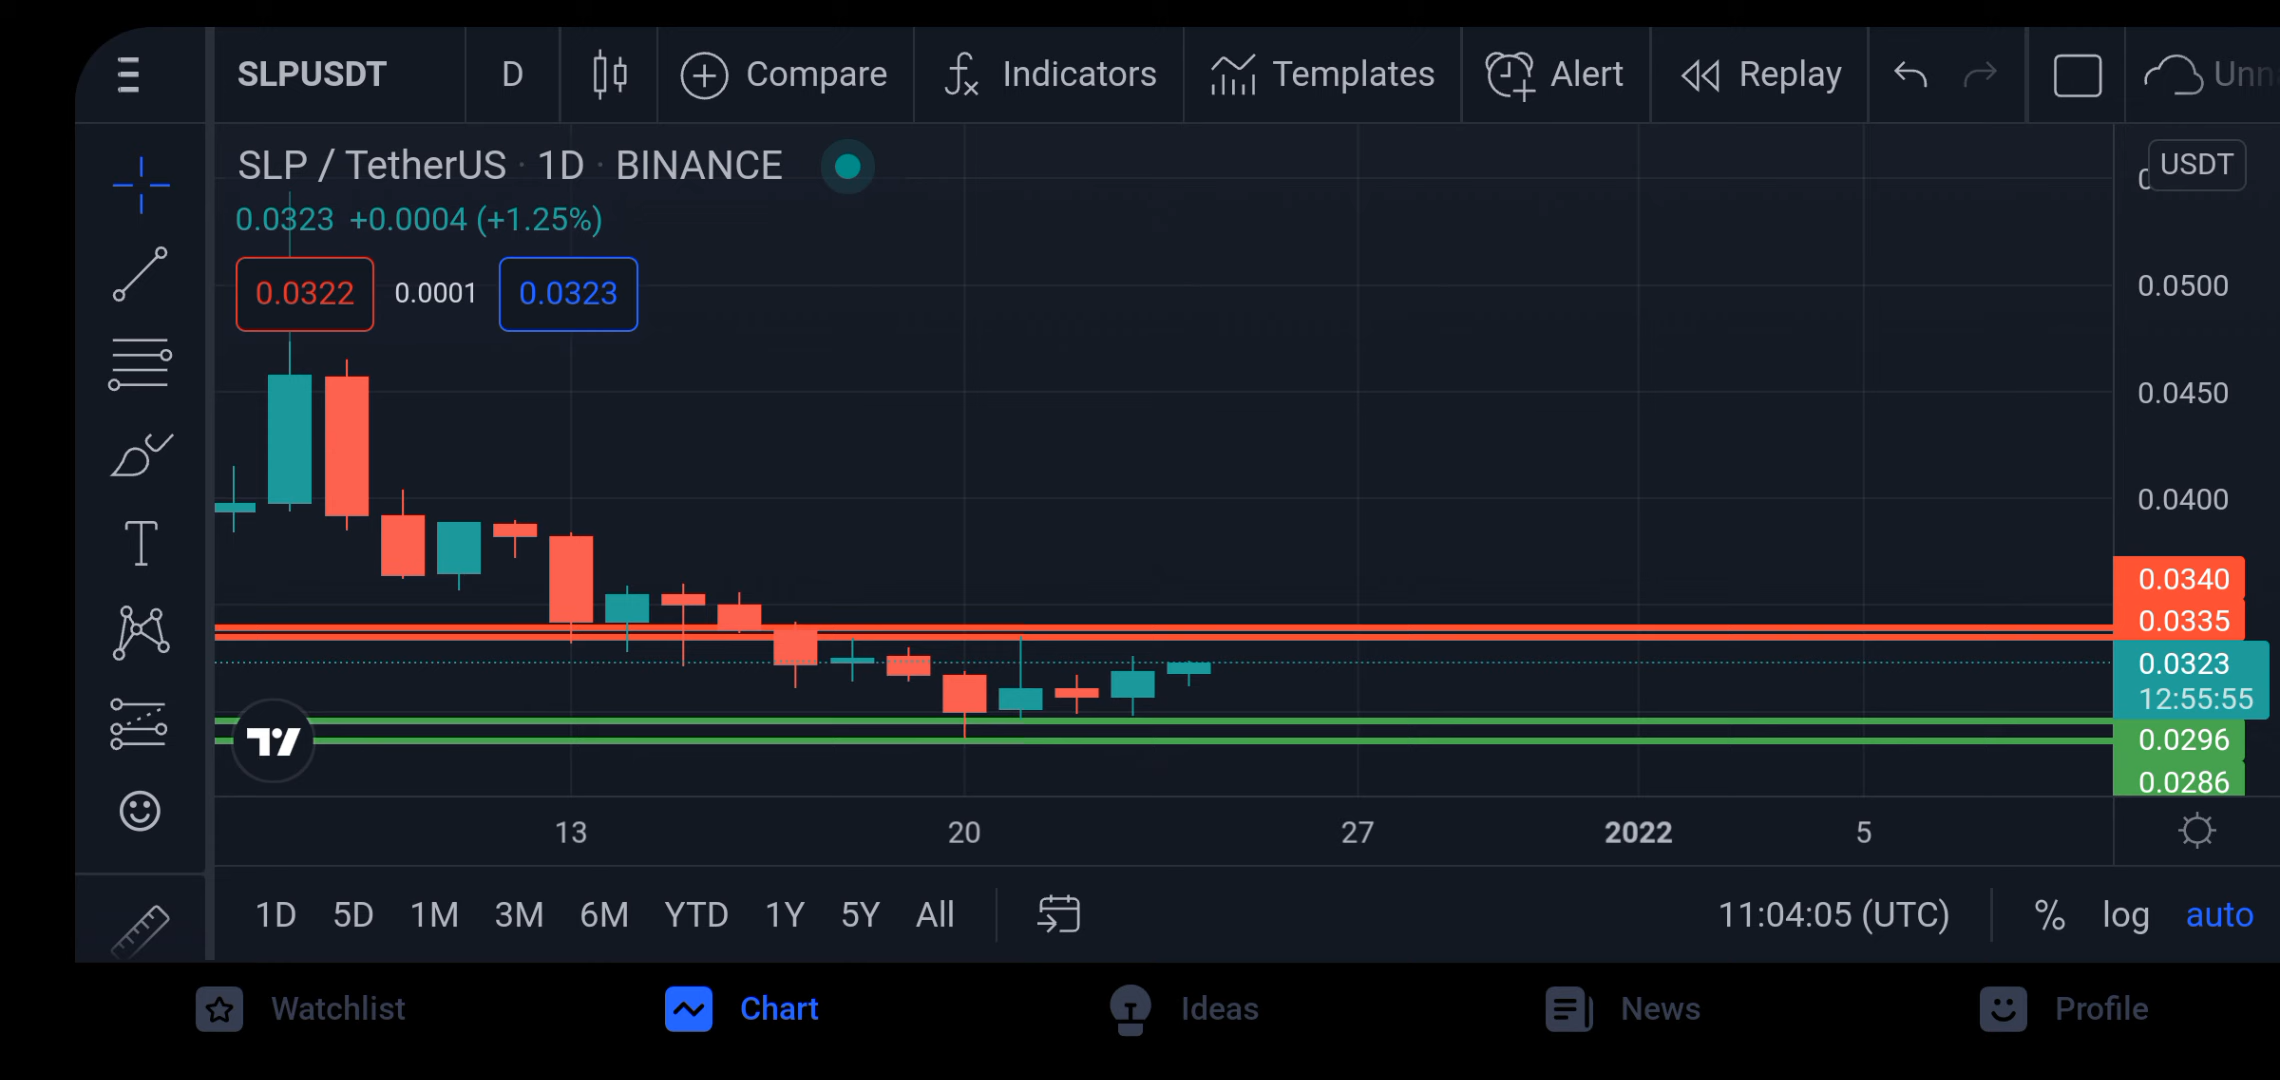 SLPUSDT D Compare Indicators Templates Alert Replay
SLP / TetherUS · 1D · BINANCE
USDT
0.0323 +0.0004 (+1.25%)
0.0322 0.0001 0.0323
0.0500
0.0450
0.0400
0.0340
0.0335
0.0323
12:55:55
0.0296
0.0286
13 20 27 2022 5
1D 5D 1M 3M 6M YTD 1Y 5Y All 11:04:05 (UTC) % log auto
Watchlist Chart Ideas News Profile